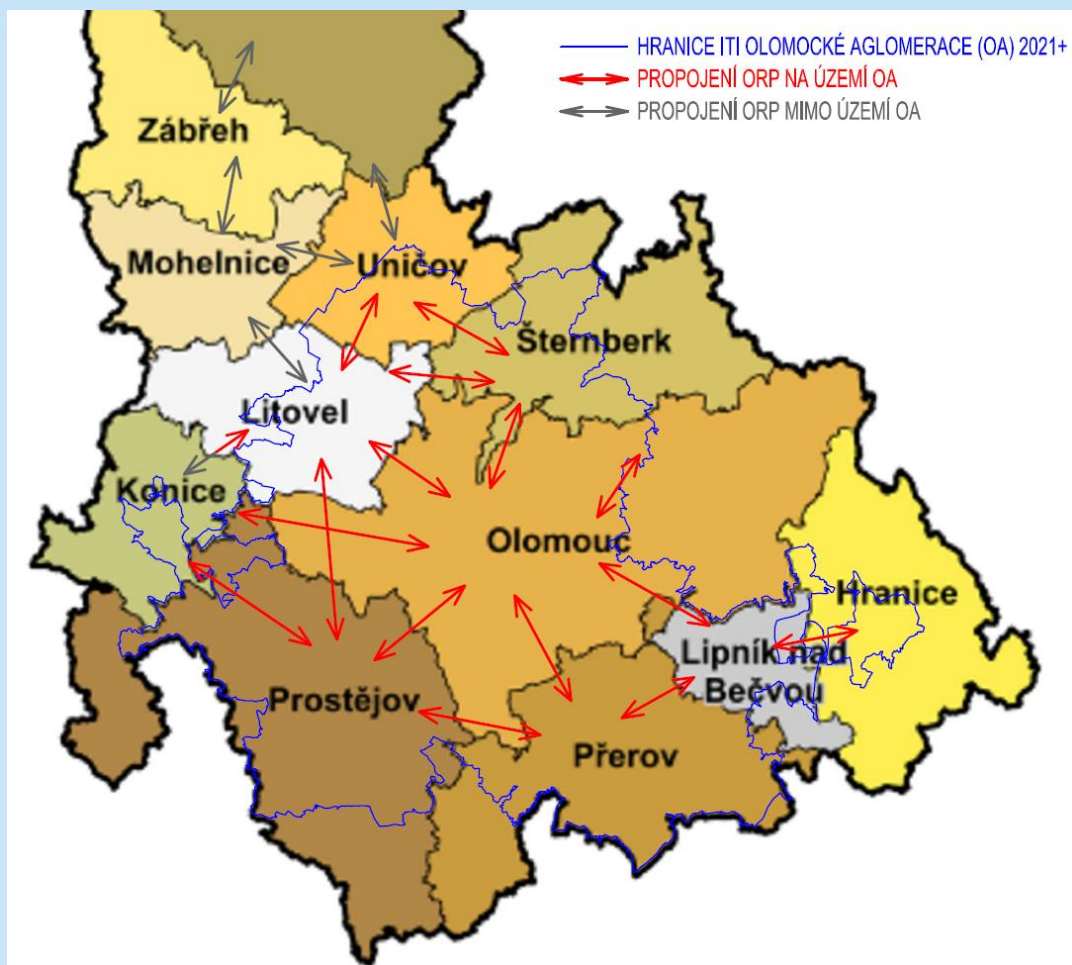 HRANICE ITI OLOMOCKÉ AGLOMERACE (OA) 2021+
PROPOJENÍ ORP NA ÚZEMÍ OA
PROPOJENÍ ORP MIMO ÚZEMÍ OA
Zábřeh
Mohelnice
Uničov
Šternberk
Litovel
Konice
Olomouc
Hranice
Lipník nad
Bečvou
Prostějov
Přerov